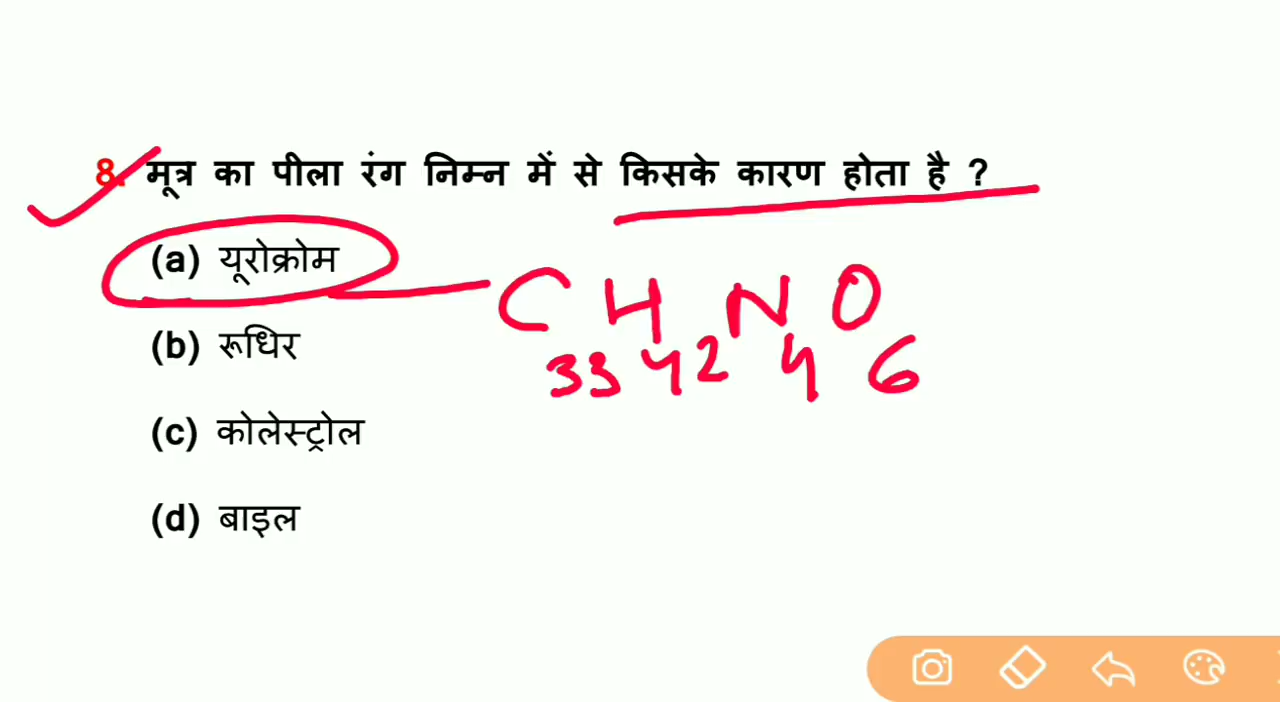 8. मूत्र का पीला रंग निम्न में से किसके कारण होता है ?
(a) यूरोक्रोम
C H N O
33 42 4 6
(b) रूधिर
(c) कोलेस्ट्रोल
(d) बाइल